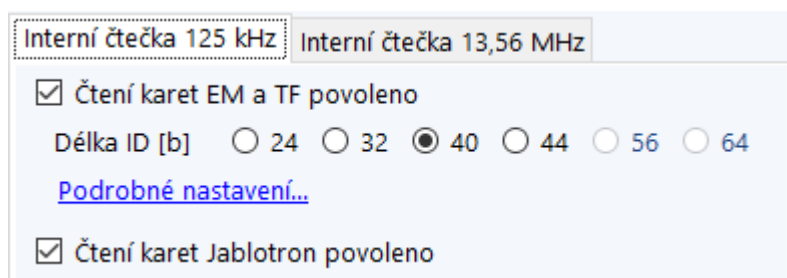 Interní čtečka 125 kHz Interní čtečka 13,56 MHz
Čtení karet EM a TF povoleno
Délka ID [b] 24 32 40 44 56 64
Podrobné nastavení...
Čtení karet Jablotron povoleno